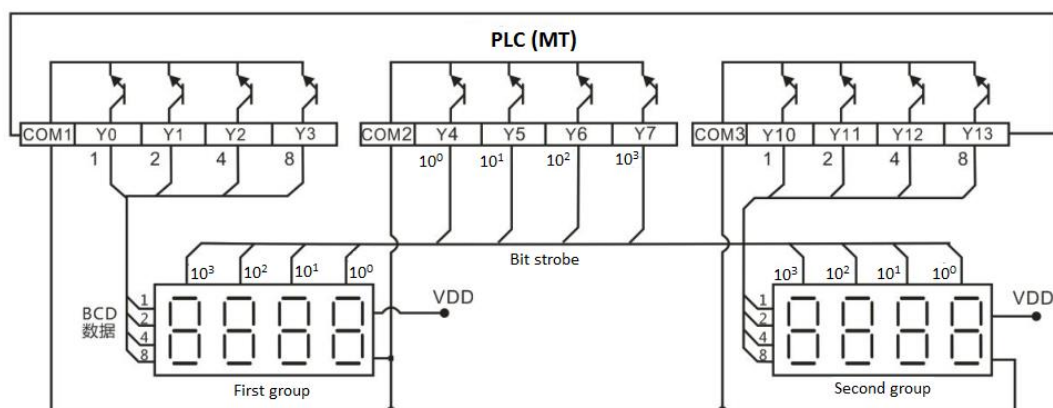 PLC (MT)
COM1 Y0 Y1 Y2 Y3 COM2 Y4 Y5 Y6 Y7 COM3 Y10 Y11 Y12 Y13
1 2 4 8 10⁰ 10¹ 10² 10³ 1 2 4 8
Bit strobe
10³ 10² 10¹ 10⁰
BCD
数据
1
2
4
8
VDD
First group
10³ 10² 10¹ 10⁰
1
2
4
8
VDD
Second group